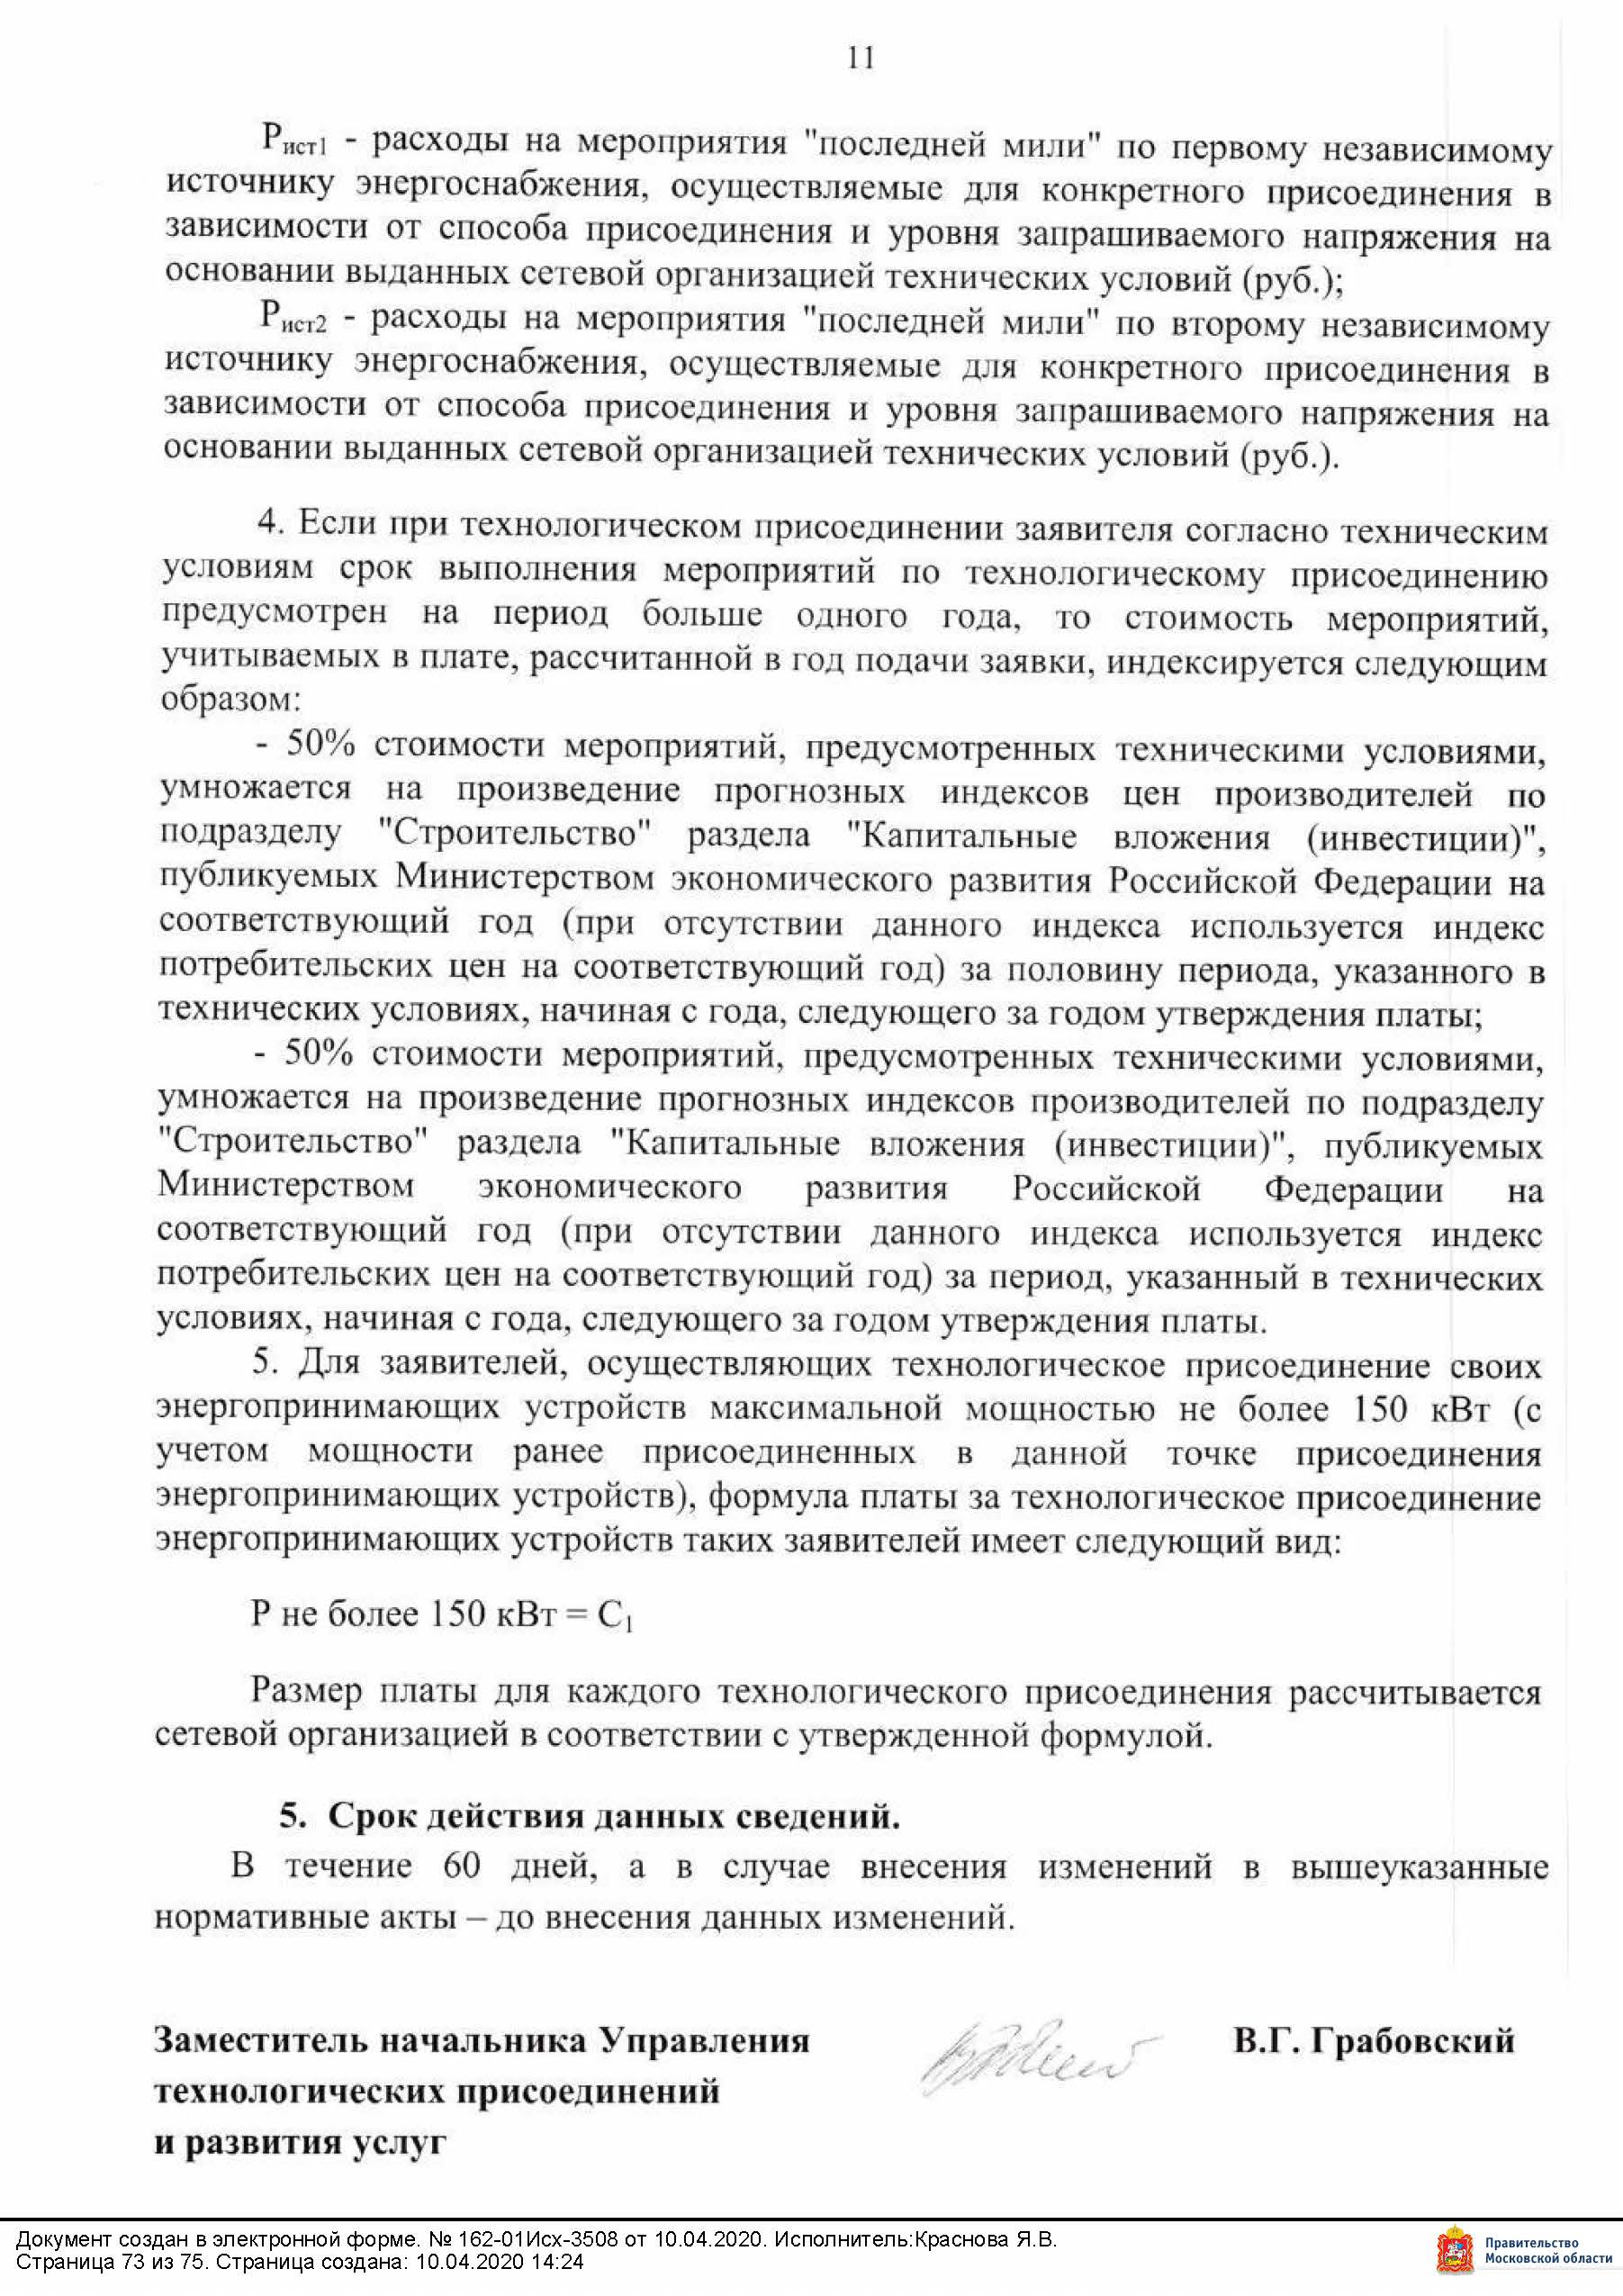 11
Рист1 - расходы на мероприятия "последней мили" по первому независимому
источнику энергоснабжения, осуществляемые для конкретного присоединения в
зависимости от способа присоединения и уровня запрашиваемого напряжения на
основании выданных сетевой организацией технических условий (руб.);
Рист2 - расходы на мероприятия "последней мили" по второму независимому
источнику энергоснабжения, осуществляемые для конкретного присоединения в
зависимости от способа присоединения и уровня запрашиваемого напряжения на
основании выданных сетевой организацией технических условий (руб.).
4. Если при технологическом присоединении заявителя согласно техническим
условиям срок выполнения мероприятий по технологическому присоединению
предусмотрен на период больше одного года, то стоимость мероприятий,
учитываемых в плате, рассчитанной в год подачи заявки, индексируется следующим
образом:
- 50% стоимости мероприятий, предусмотренных техническими условиями,
умножается на произведение прогнозных индексов цен производителей по
подразделу "Строительство" раздела "Капитальные вложения (инвестиции)",
публикуемых Министерством экономического развития Российской Федерации на
соответствующий год (при отсутствии данного индекса используется индекс
потребительских цен на соответствующий год) за половину периода, указанного в
технических условиях, начиная с года, следующего за годом утверждения платы;
- 50% стоимости мероприятий, предусмотренных техническими условиями,
умножается на произведение прогнозных индексов производителей по подразделу
"Строительство" раздела "Капитальные вложения (инвестиции)", публикуемых
Министерством экономического развития Российской Федерации на
соответствующий год (при отсутствии данного индекса используется индекс
потребительских цен на соответствующий год) за период, указанный в технических
условиях, начиная с года, следующего за годом утверждения платы.
5. Для заявителей, осуществляющих технологическое присоединение своих
энергопринимающих устройств максимальной мощностью не более 150 кВт (с
учетом мощности ранее присоединенных в данной точке присоединения
энергопринимающих устройств), формула платы за технологическое присоединение
энергопринимающих устройств таких заявителей имеет следующий вид:
Р не более 150 кВт = С1
Размер платы для каждого технологического присоединения рассчитывается
сетевой организацией в соответствии с утвержденной формулой.
5. Срок действия данных сведений.
В течение 60 дней, а в случае внесения изменений в вышеуказанные
нормативные акты – до внесения данных изменений.
Заместитель начальника Управления
технологических присоединений
и развития услуг
В.Г. Грабовский
Документ создан в электронной форме. № 162-01Исх-3508 от 10.04.2020. Исполнитель:Краснова Я.В.
Страница 73 из 75. Страница создана: 10.04.2020 14:24
Правительство
Московской области